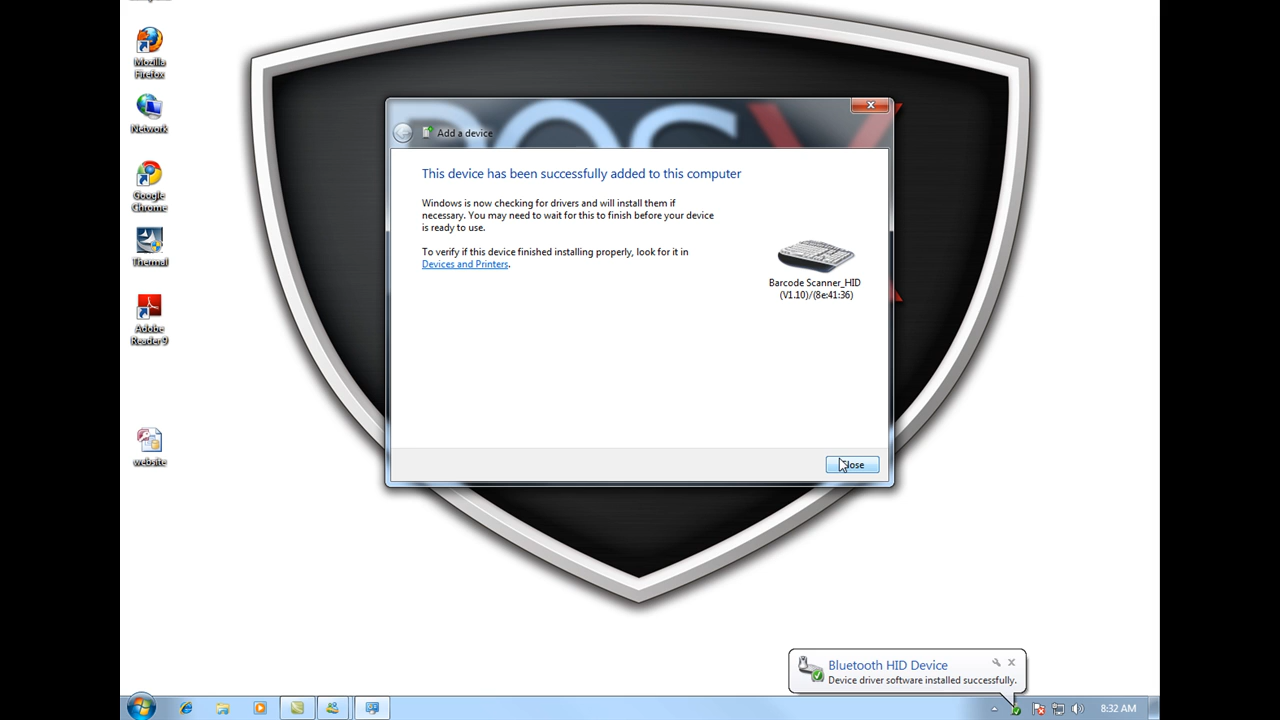 Mozilla
Firefox
Network
Google
Chrome
Thermal
Adobe
Reader 9
website
Add a device
This device has been successfully added to this computer
Windows is now checking for drivers and will install them if
necessary. You may need to wait for this to finish before your device
is ready to use.
To verify if this device finished installing properly, look for it in
Devices and Printers.
Barcode Scanner_HID
(V1.10)/(8e:41:36)
Close
Bluetooth HID Device
Device driver software installed successfully.
8:32 AM